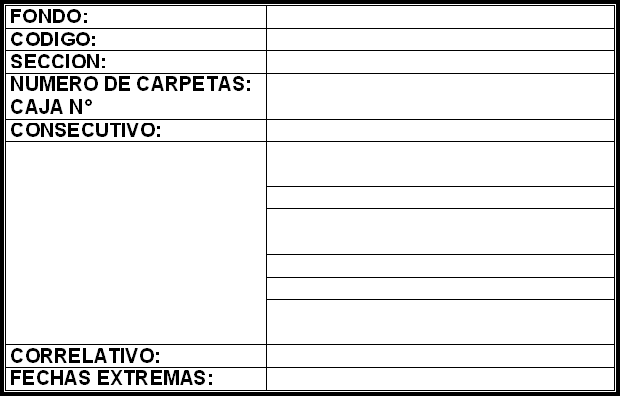 FONDO:
CODIGO:
SECCION:
NUMERO DE CARPETAS:
CAJA N°
CONSECUTIVO:
CORRELATIVO:
FECHAS EXTREMAS: